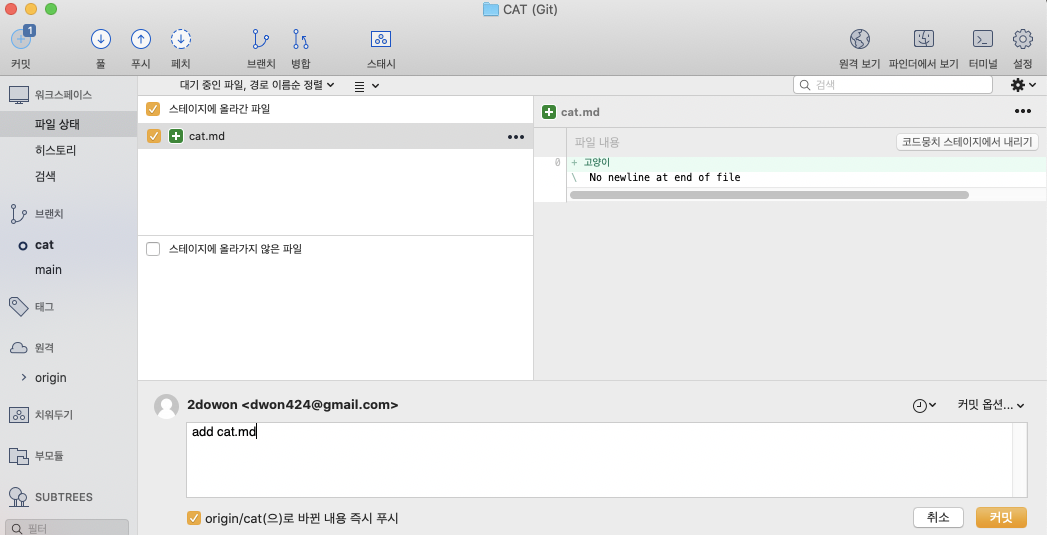 CAT (Git)
1
커밋
풀
푸시
페치
브랜치
병합
스태시
원격 보기
파인더에서 보기
터미널
설정
워크스페이스
파일 상태
히스토리
검색
브랜치
cat
main
태그
원격
origin
치워두기
부모듈
SUBTREES
필터
대기 중인 파일, 경로 이름순 정렬
검색
스테이지에 올라간 파일
cat.md
스테이지에 올라가지 않은 파일
cat.md
파일 내용
코드뭉치 스테이지에서 내리기
0 + 고양이
\ No newline at end of file
2dowon <dwon424@gmail.com>
커밋 옵션...
add cat.md
origin/cat(으)로 바뀐 내용 즉시 푸시
취소
커밋